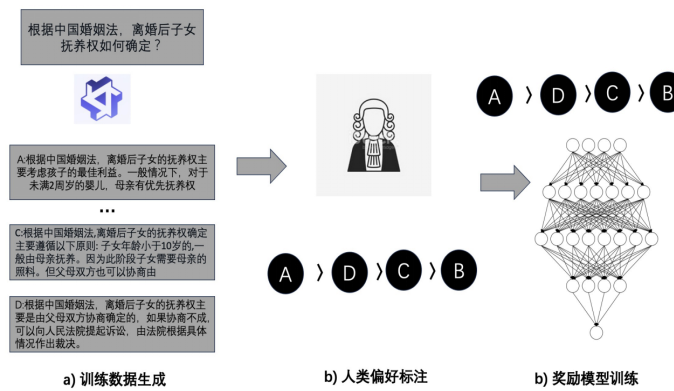 根据中国婚姻法，离婚后子女
抚养权如何确定？
A:根据中国婚姻法，离婚后子女的抚养权主
要考虑孩子的最佳利益。一般情况下，对于
未满2周岁的婴儿，母亲有优先抚养权
...
C:根据中国婚姻法,离婚后子女的抚养权确定
主要遵循以下原则: 子女年龄小于10岁的,一
般由母亲抚养。因为此阶段子女需要母亲的
照料。但父母双方也可以协商由
D:根据中国婚姻法，离婚后子女的抚养权主
要是由父母双方协商确定的，如果协商不成,
可以向人民法院提起诉讼，由法院根据具体
情况作出裁决。
a) 训练数据生成
A > D > C > B
b) 人类偏好标注
A > D > C > B
b) 奖励模型训练